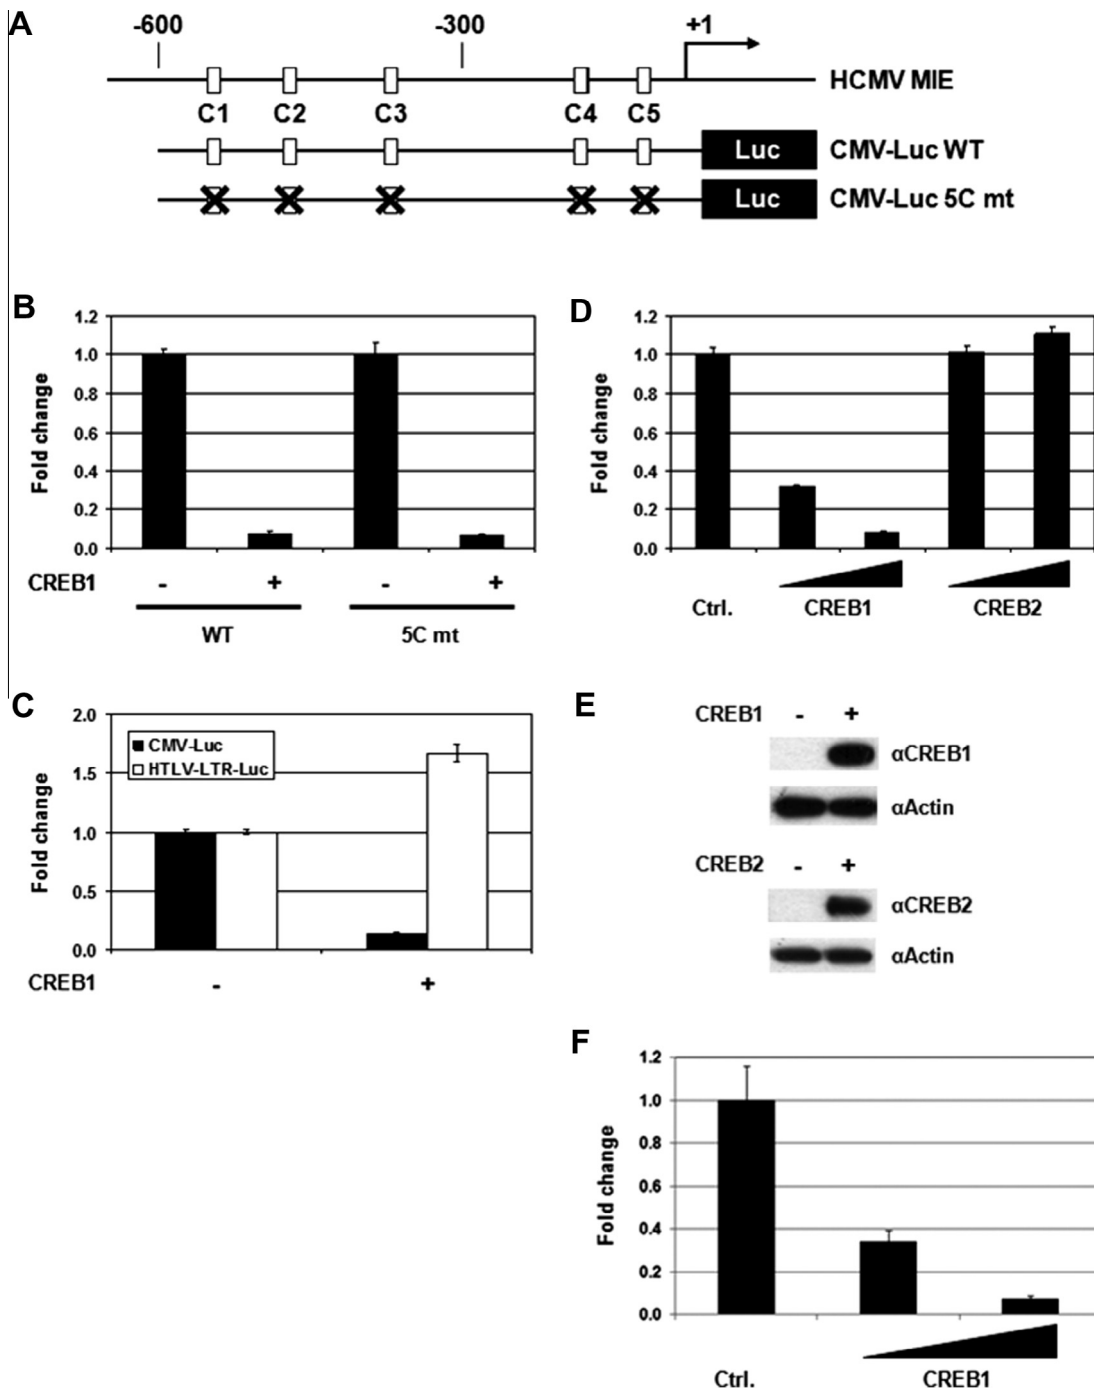 A
-600
-300
+1
HCMV MIE
C1 C2 C3 C4 C5
Luc
CMV-Luc WT
Luc
CMV-Luc 5C mt
B
Fold change
1.2
1.0
0.8
0.6
0.4
0.2
0.0
CREB1 - + - +
WT 5C mt
D
Fold change
1.2
1.0
0.8
0.6
0.4
0.2
0.0
Ctrl. CREB1 CREB2
C
Fold change
2.0
1.5
1.0
0.5
0.0
CMV-Luc
HTLV-LTR-Luc
CREB1 - +
E
CREB1 - +
αCREB1
αActin
CREB2 - +
αCREB2
αActin
F
Fold change
1.2
1.0
0.8
0.6
0.4
0.2
0.0
Ctrl. CREB1